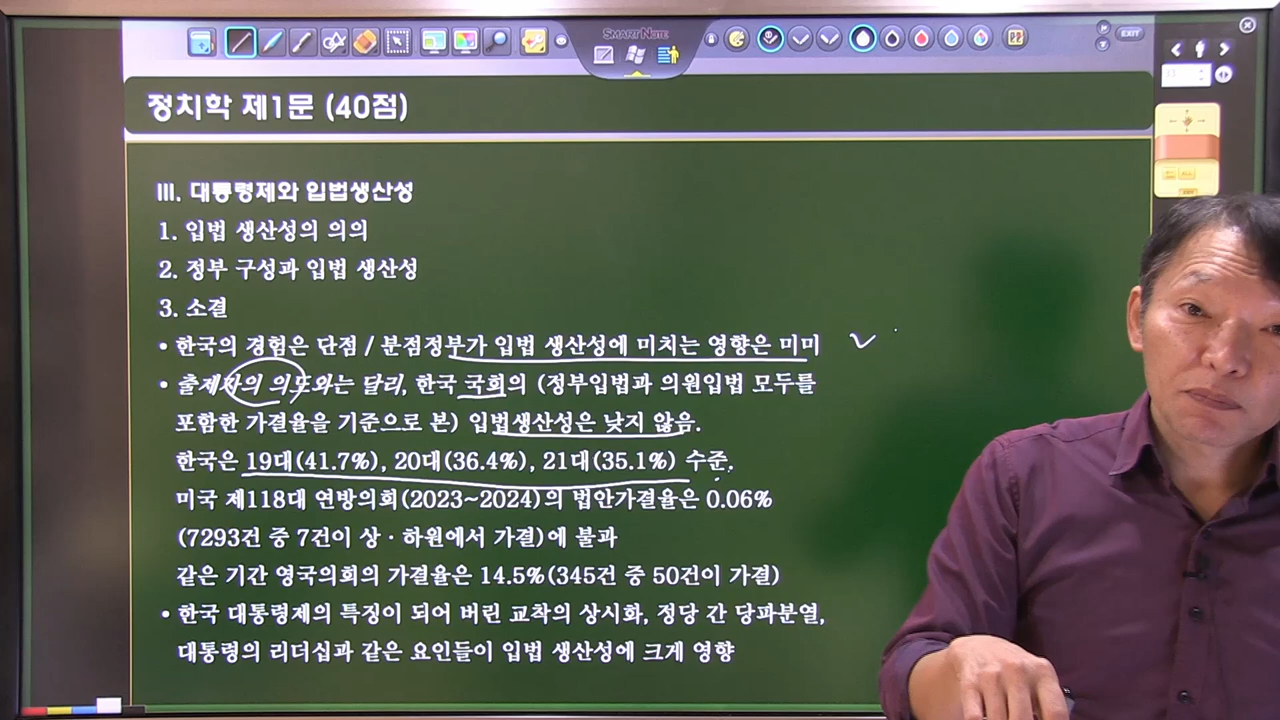 SMART NOTE
EXIT
정치학 제1문 (40점)
III. 대통령제와 입법생산성
1. 입법 생산성의 의의
2. 정부 구성과 입법 생산성
3. 소결
• 한국의 경험은 단점 / 분점정부가 입법 생산성에 미치는 영향은 미미
• 출제자의 의도와는 달리, 한국 국회의 (정부입법과 의원입법 모두를
포함한 가결율을 기준으로 본) 입법생산성은 낮지 않음.
한국은 19대(41.7%), 20대(36.4%), 21대(35.1%) 수준.
미국 제118대 연방의회(2023~2024)의 법안가결율은 0.06%
(7293건 중 7건이 상·하원에서 가결)에 불과
같은 기간 영국의회의 가결율은 14.5%(345건 중 50건이 가결)
• 한국 대통령제의 특징이 되어 버린 교착의 상시화, 정당 간 당파분열,
대통령의 리더십과 같은 요인들이 입법 생산성에 크게 영향